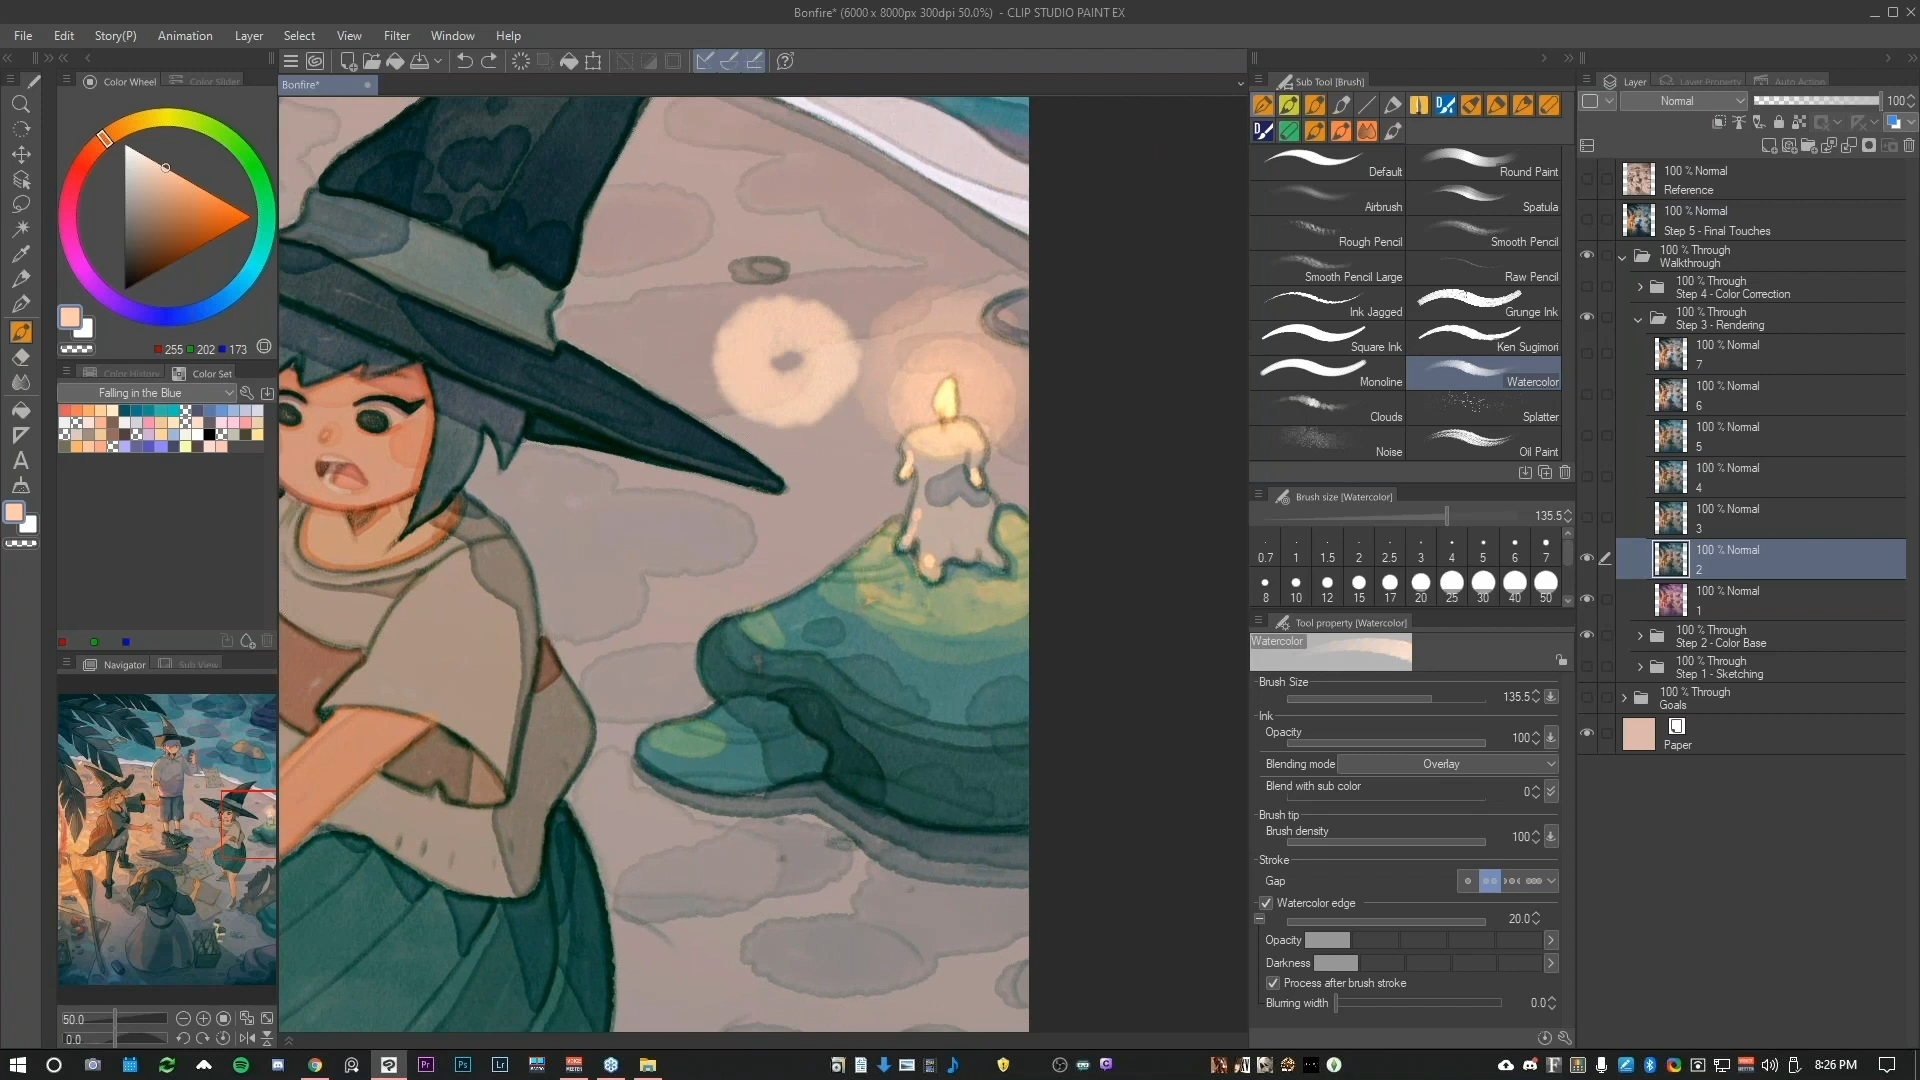 Bonfire* (6000 x 8000px 300dpi 50.0%) - CLIP STUDIO PAINT EX
File Edit Story(P) Animation Layer Select View Filter Window Help
Color Wheel Color Slider
Bonfire*
255 202 173
Color History Color Set
Falling in the Blue
Navigator Sub View
50.0
0.0
Sub Tool [Brush]
Default Round Paint
Airbrush Spatula
Rough Pencil Smooth Pencil
Smooth Pencil Large Raw Pencil
Ink Jagged Grunge Ink
Square Ink Ken Sugimori
Monoline Watercolor
Clouds Splatter
Noise Oil Paint
Brush size [Watercolor]
135.5
0.7 1 1.5 2 2.5 3 4 5 6 7
8 10 12 15 17 20 25 30 40 50
Tool property [Watercolor]
Watercolor
Brush Size
135.5
Ink
Opacity 100
Blending mode Overlay
Blend with sub color 0
Brush tip
Brush density 100
Stroke
Gap
Watercolor edge
20.0
Opacity
Darkness
Process after brush stroke
Blurring width 0.0
Layer Layer Property Auto Action
Normal 100
100 % Normal
Reference
100 % Normal
Step 5 - Final Touches
100 % Through
Walkthrough
100 % Through
Step 4 - Color Correction
100 % Through
Step 3 - Rendering
100 % Normal
7
100 % Normal
6
100 % Normal
5
100 % Normal
4
100 % Normal
3
100 % Normal
2
100 % Normal
1
100 % Through
Step 2 - Color Base
100 % Through
Step 1 - Sketching
100 % Through
Goals
Paper
Pr Ps Lr
8:26 PM